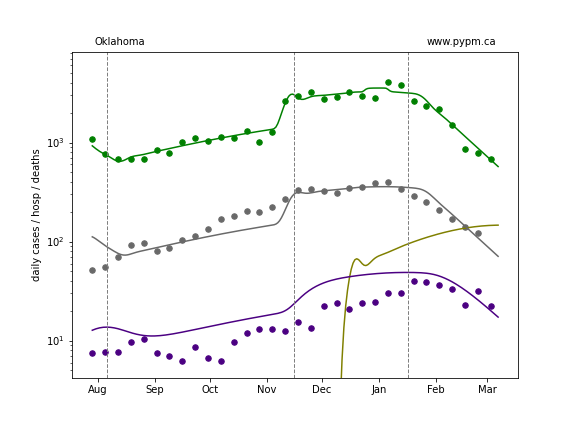 Oklahoma
www.pypm.ca
daily cases / hosp / deaths
10³
10²
10¹
Aug Sep Oct Nov Dec Jan Feb Mar